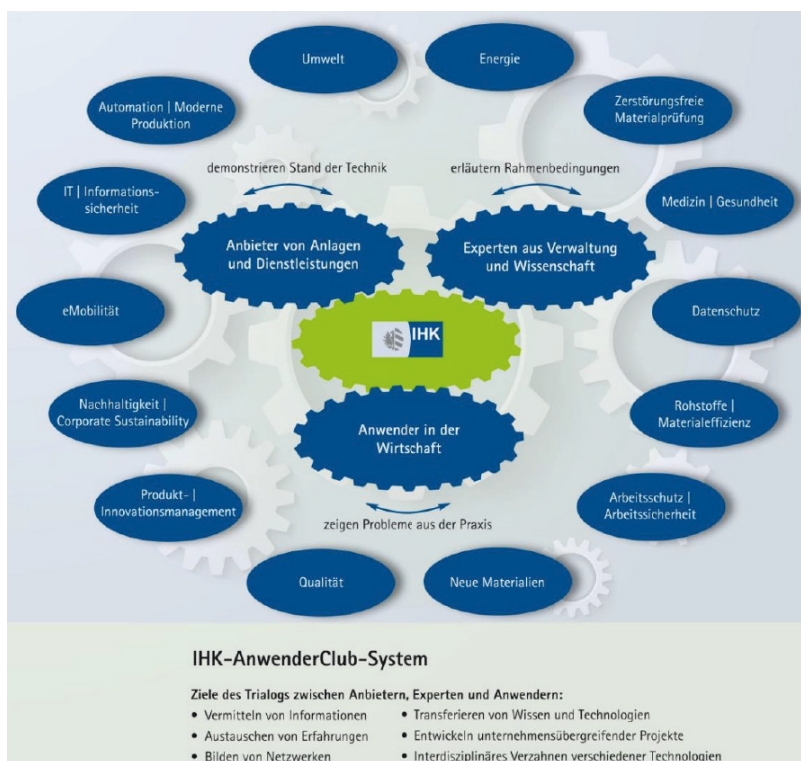 Umwelt
Energie
Automation | Moderne
Produktion
Zerstörungsfreie
Materialprüfung
demonstrieren Stand der Technik
erläutern Rahmenbedingungen
IT | Informations-
sicherheit
Medizin | Gesundheit
Anbieter von Anlagen
und Dienstleistungen
Experten aus Verwaltung
und Wissenschaft
eMobilität
Datenschutz
IHK
Nachhaltigkeit |
Corporate Sustainability
Rohstoffe |
Materialeffizienz
Anwender in der
Wirtschaft
Produkt- |
Innovationsmanagement
Arbeitsschutz |
Arbeitssicherheit
zeigen Probleme aus der Praxis
Qualität
Neue Materialien
IHK-AnwenderClub-System
Ziele des Trialogs zwischen Anbietern, Experten und Anwendern:
• Vermitteln von Informationen
• Austauschen von Erfahrungen
• Bilden von Netzwerken
• Transferieren von Wissen und Technologien
• Entwickeln unternehmensübergreifender Projekte
• Interdisziplinäres Verzahnen verschiedener Technologien